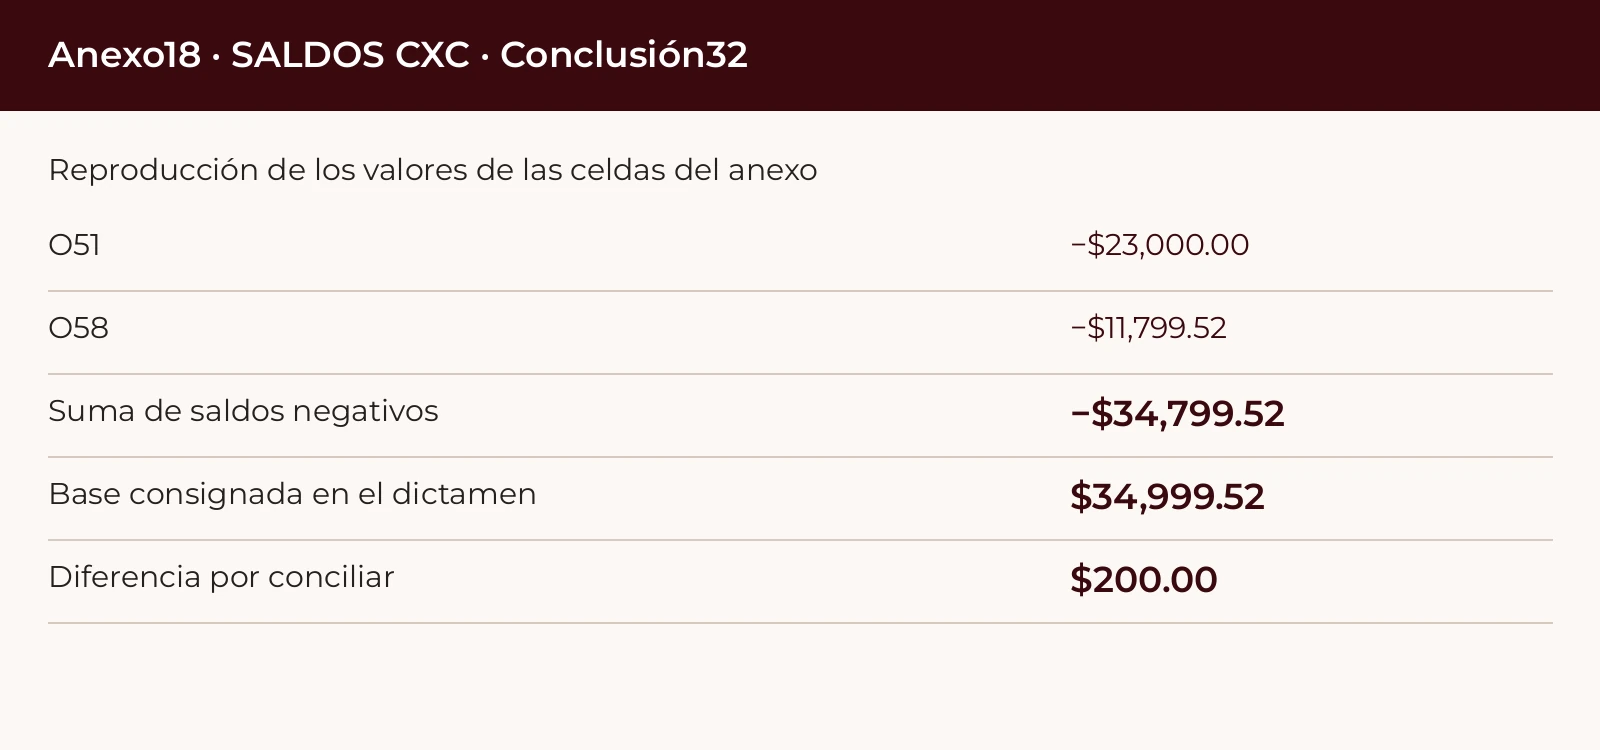 Anexo18 · SALDOS CXC · Conclusión32
Reproducción de los valores de las celdas del anexo
O51 −$23,000.00
O58 −$11,799.52
Suma de saldos negativos −$34,799.52
Base consignada en el dictamen $34,999.52
Diferencia por conciliar $200.00